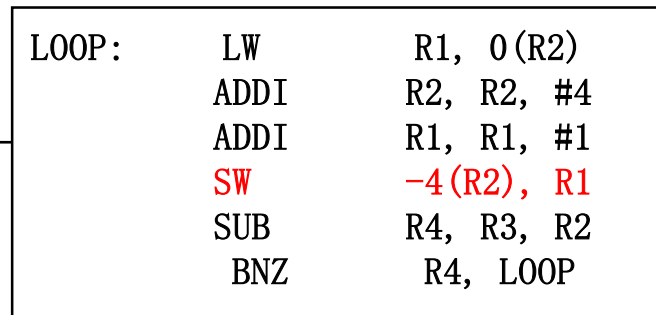 LOOP: LW R1, 0(R2)
ADDI R2, R2, #4
ADDI R1, R1, #1
SW -4(R2), R1
SUB R4, R3, R2
BNZ R4, LOOP